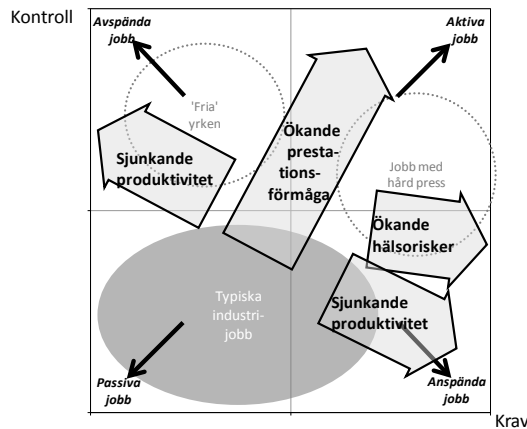 Kontroll
Avspända
jobb
Aktiva
jobb
'Fria'
yrken
Ökande
presta-
tions-
förmåga
Sjunkande
produktivitet
Jobb med
hård press
Ökande
hälsorisker
Typiska
industri-
jobb
Sjunkande
produktivitet
Passiva
jobb
Anspända
jobb
Krav